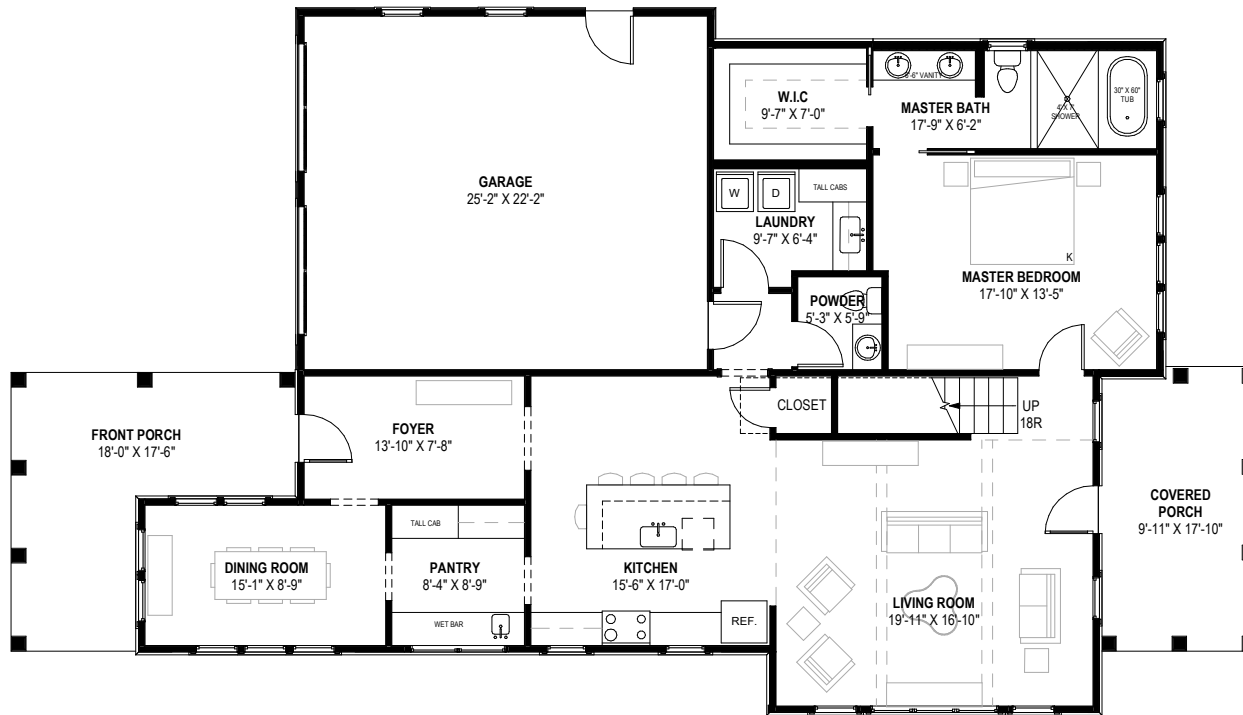 W.I.C
9'-7" X 7'-0"
MASTER BATH
17'-9" X 6'-2"
30" X 60"
TUB
SHOWER
GARAGE
25'-2" X 22'-2"
W
D
TALL CABS
LAUNDRY
9'-7" X 6'-4"
K
MASTER BEDROOM
17'-10" X 13'-5"
POWDER
5'-3" X 5'-9"
CLOSET
UP
18R
FRONT PORCH
18'-0" X 17'-6"
FOYER
13'-10" X 7'-8"
COVERED
PORCH
9'-11" X 17'-10"
TALL CAB
DINING ROOM
15'-1" X 8'-9"
PANTRY
8'-4" X 8'-9"
KITCHEN
15'-6" X 17'-0"
WET BAR
REF.
LIVING ROOM
19'-11" X 16'-10"